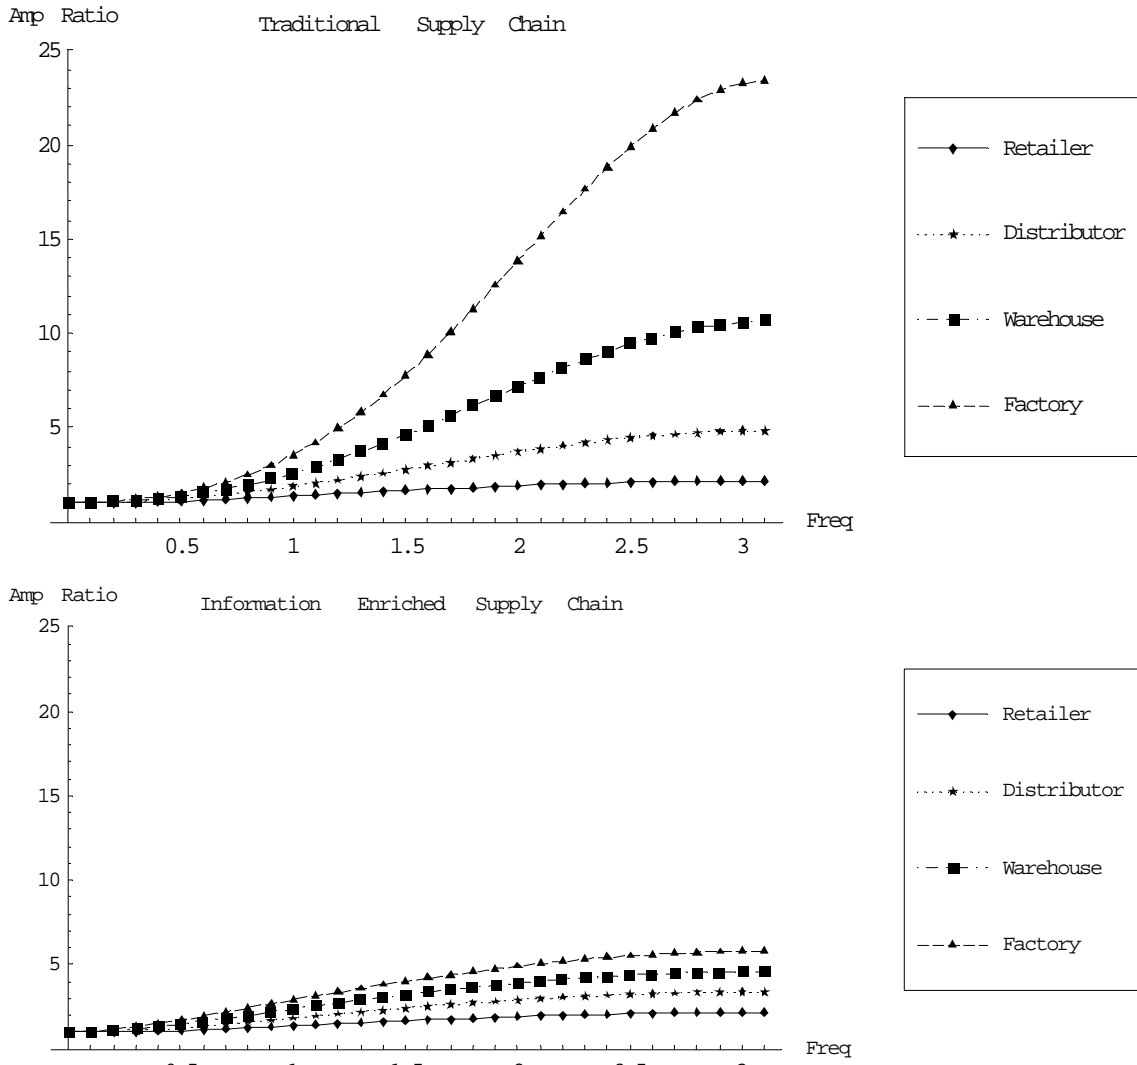 Amp Ratio
Traditional Supply Chain
25
20
15
10
5
0.5 1 1.5 2 2.5 3
Freq
Retailer
Distributor
Warehouse
Factory
Amp Ratio
Information Enriched Supply Chain
25
20
15
10
5
Freq
Retailer
Distributor
Warehouse
Factory